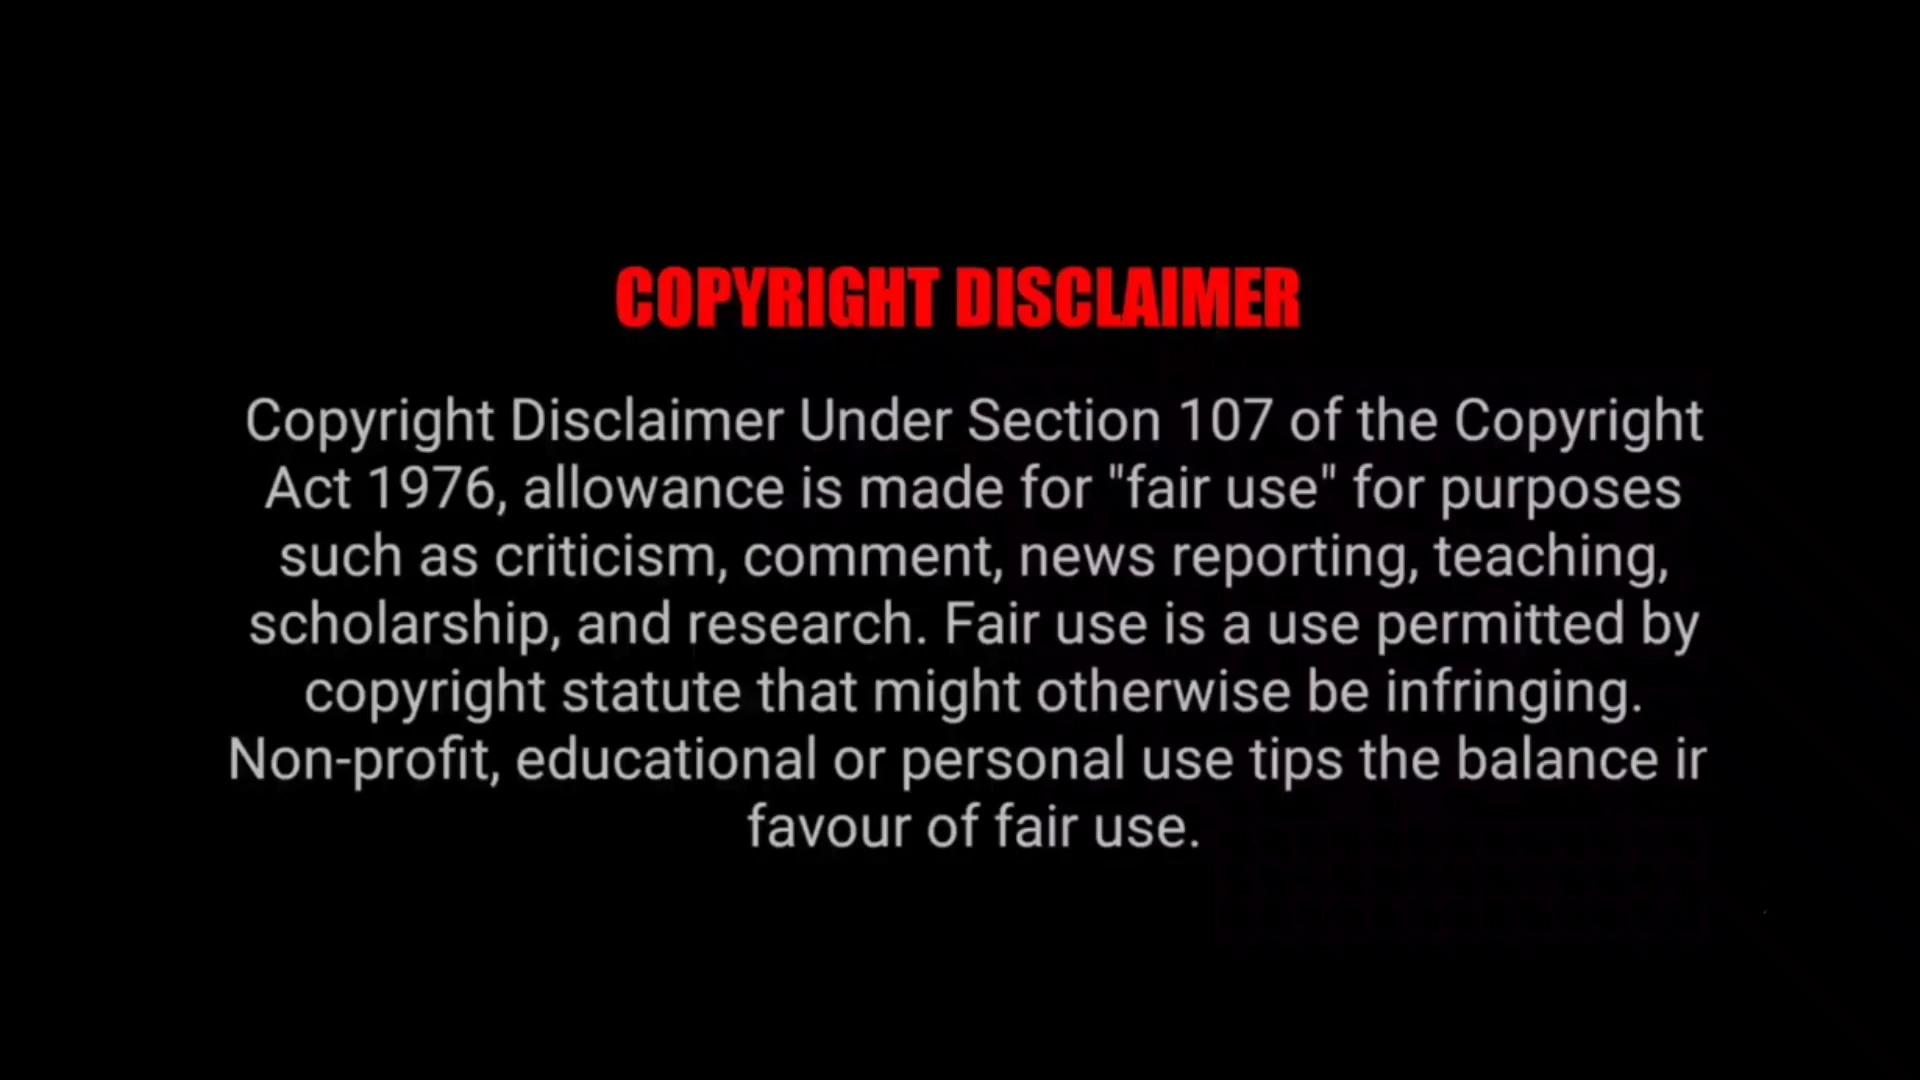 COPYRIGHT DISCLAIMER
Copyright Disclaimer Under Section 107 of the Copyright
Act 1976, allowance is made for "fair use" for purposes
such as criticism, comment, news reporting, teaching,
scholarship, and research. Fair use is a use permitted by
copyright statute that might otherwise be infringing.
Non-profit, educational or personal use tips the balance ir
favour of fair use.